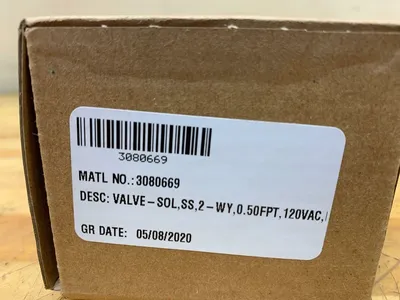 3080669
MATL NO.:3080669
DESC: VALVE-SOL,SS,2-WY,0.50FPT,120VAC,
GR DATE: 05/08/2020